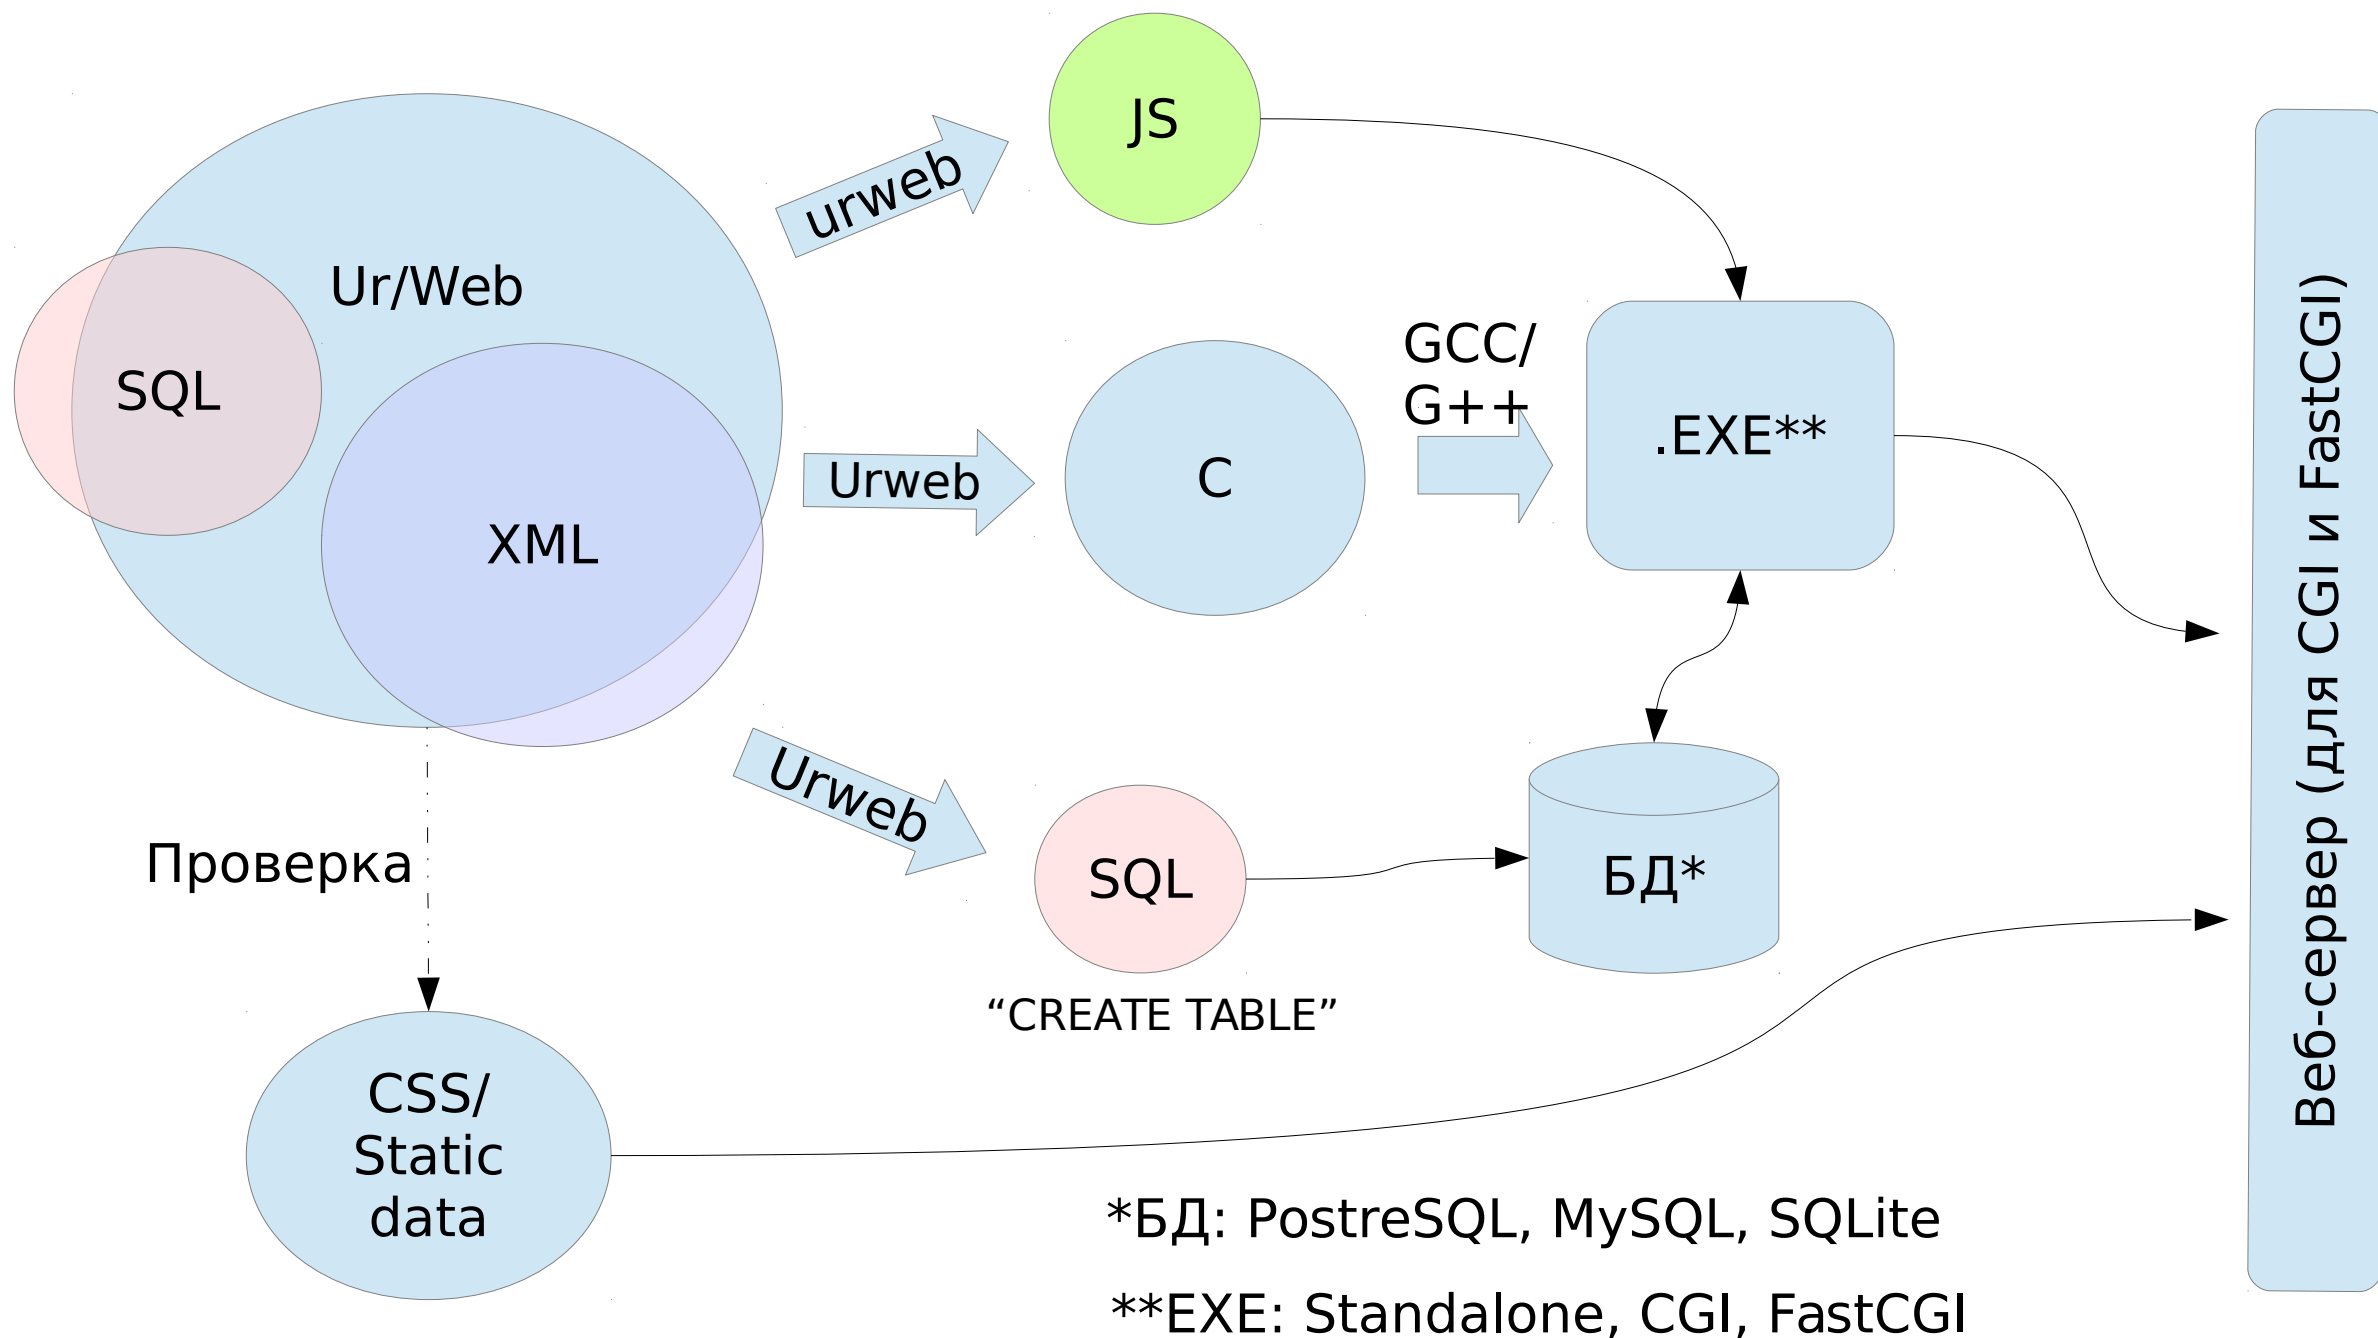 JS
urweb
Ur/Web
SQL
XML
Urweb
C
GCC/
G++
.EXE**
Urweb
Проверка
SQL
“CREATE TABLE”
БД*
CSS/
Static
data
Веб-сервер (для CGI и FastCGI)
*БД: PostreSQL, MySQL, SQLite
**EXE: Standalone, CGI, FastCGI